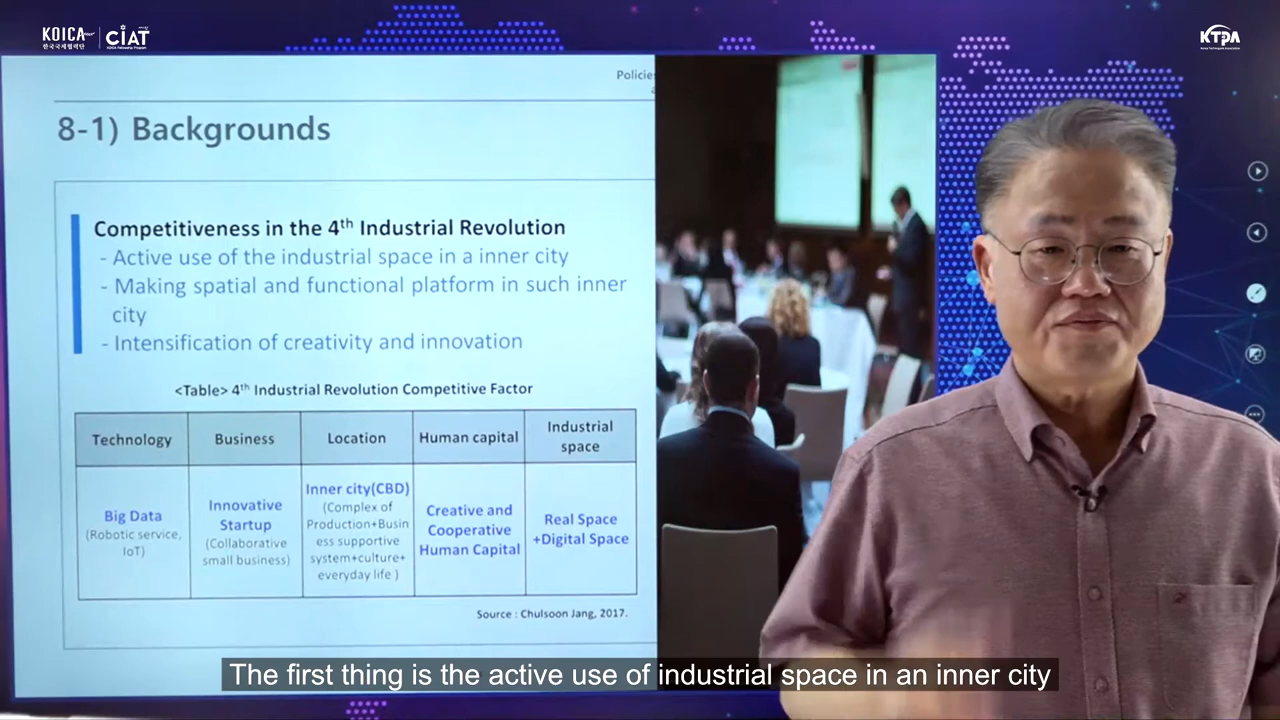 KOICA
한국국제협력단
CIAT
KOICA Fellowship Program
KTPA
Korea Technopark Association
Policies
8-1) Backgrounds
Competitiveness in the 4th Industrial Revolution
- Active use of the industrial space in a inner city
- Making spatial and functional platform in such inner
city
- Intensification of creativity and innovation
<Table> 4th Industrial Revolution Competitive Factor
Technology
Business
Location
Human capital
Industrial
space
Big Data
(Robotic service,
IoT)
Innovative
Startup
(Collaborative
small business)
Inner city(CBD)
(Complex of
Production+Busin
ess supportive
system+culture+
everyday life )
Creative and
Cooperative
Human Capital
Real Space
+Digital Space
Source : Chulsoon Jang, 2017.
The first thing is the active use of industrial space in an inner city